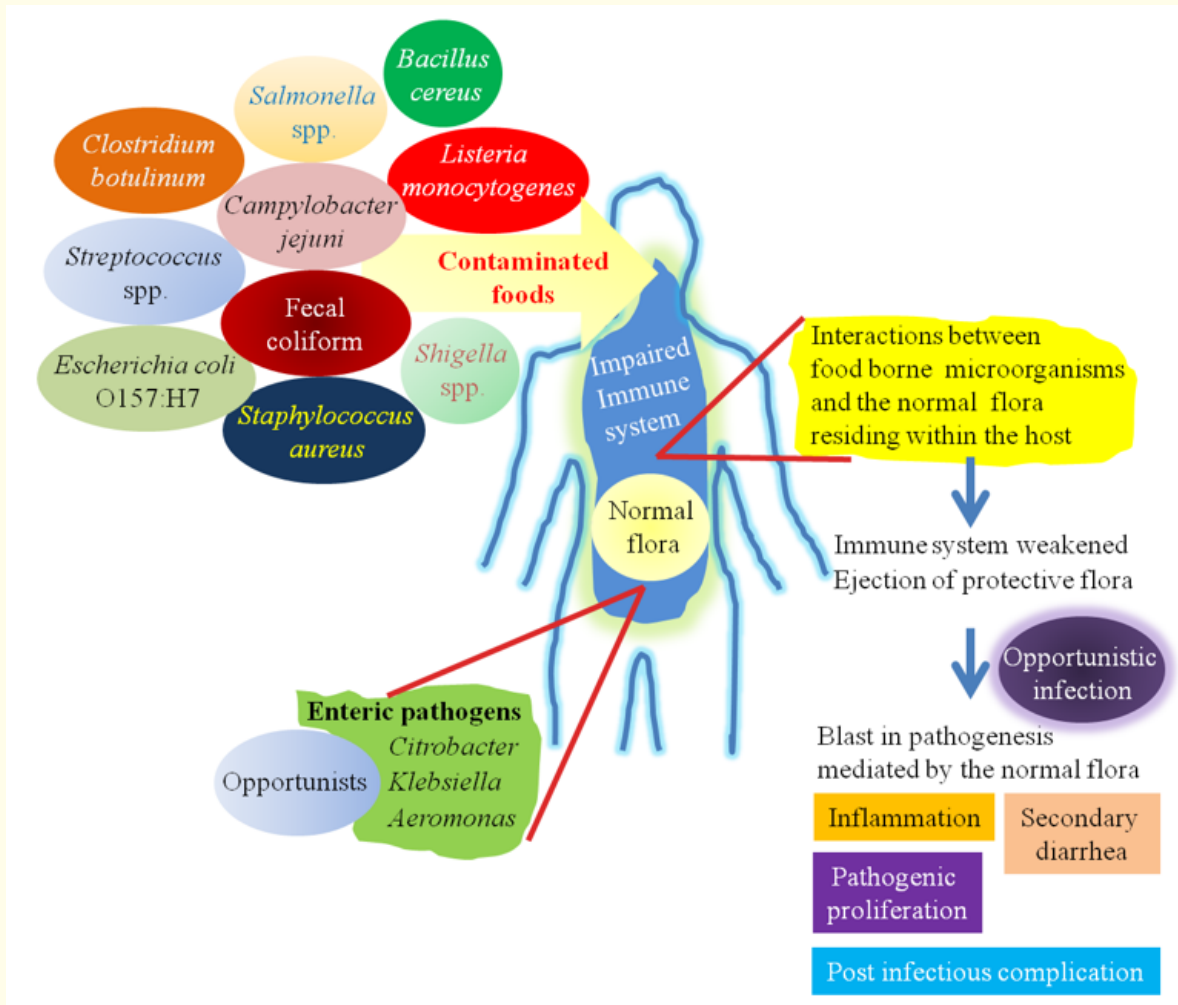 Bacillus
cereus
Salmonella
spp.
Clostridium
botulinum
Listeria
monocytogenes
Campylobacter
jejuni
Streptococcus
spp.
Contaminated
foods
Fecal
coliform
Escherichia coli
O157:H7
Shigella
spp.
Staphylococcus
aureus
Impaired
Immune
system
Normal
flora
Interactions between
food borne microorganisms
and the normal flora
residing within the host
Immune system weakened
Ejection of protective flora
Opportunistic
infection
Blast in pathogenesis
mediated by the normal flora
Inflammation
Secondary
diarrhea
Pathogenic
proliferation
Post infectious complication
Enteric pathogens
Citrobacter
Klebsiella
Aeromonas
Opportunists